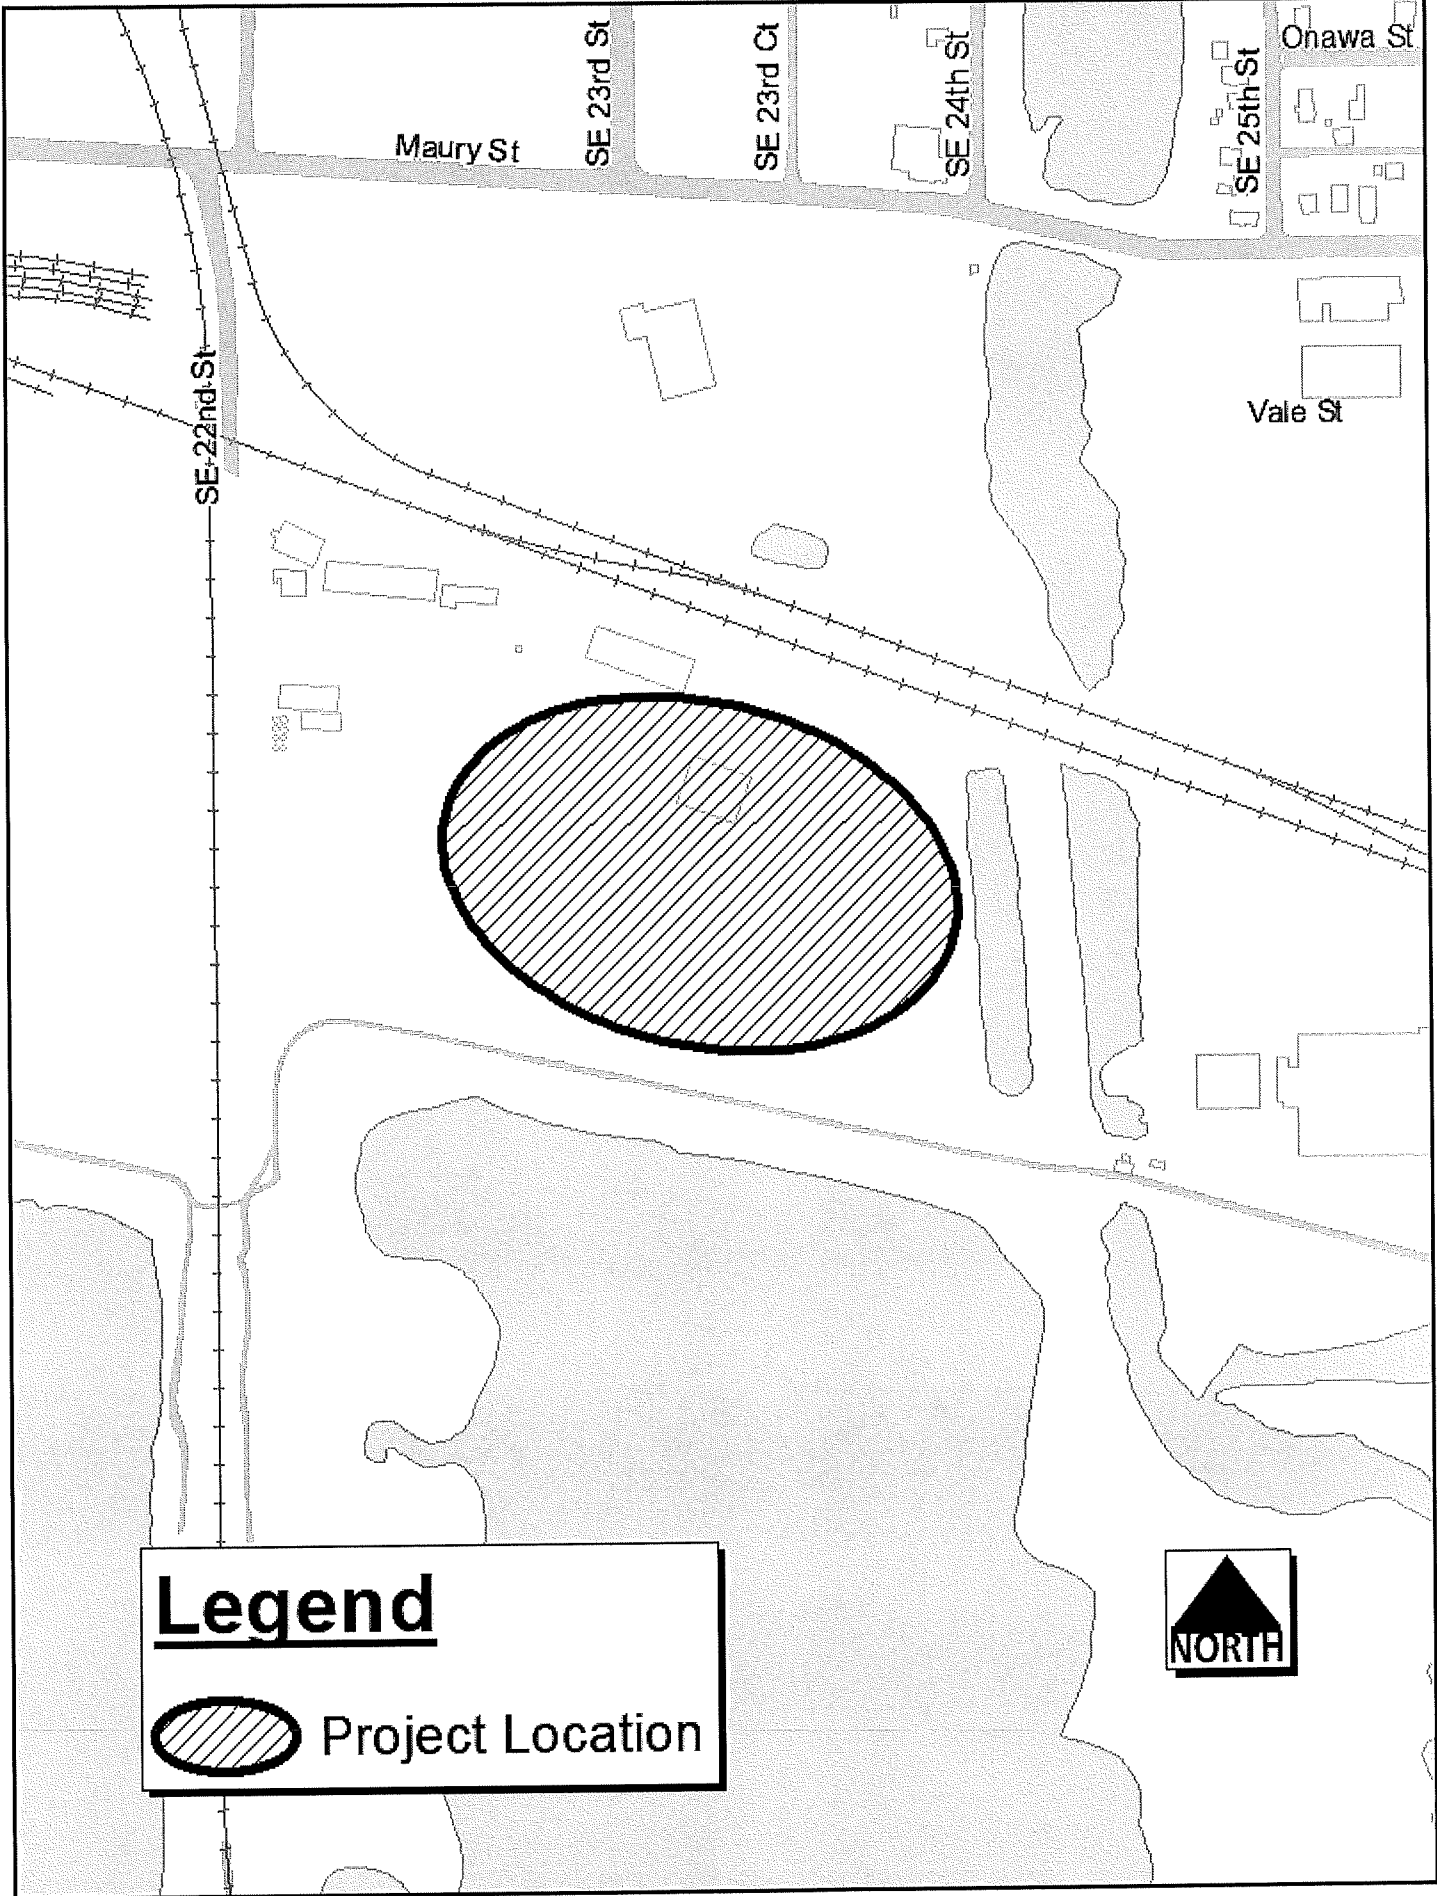 Onawa St
SE 23rd St
SE 23rd Ct
SE 24th St
SE 25th St
Maury St
SE 22nd St
Vale St
Legend
Project Location
NORTH